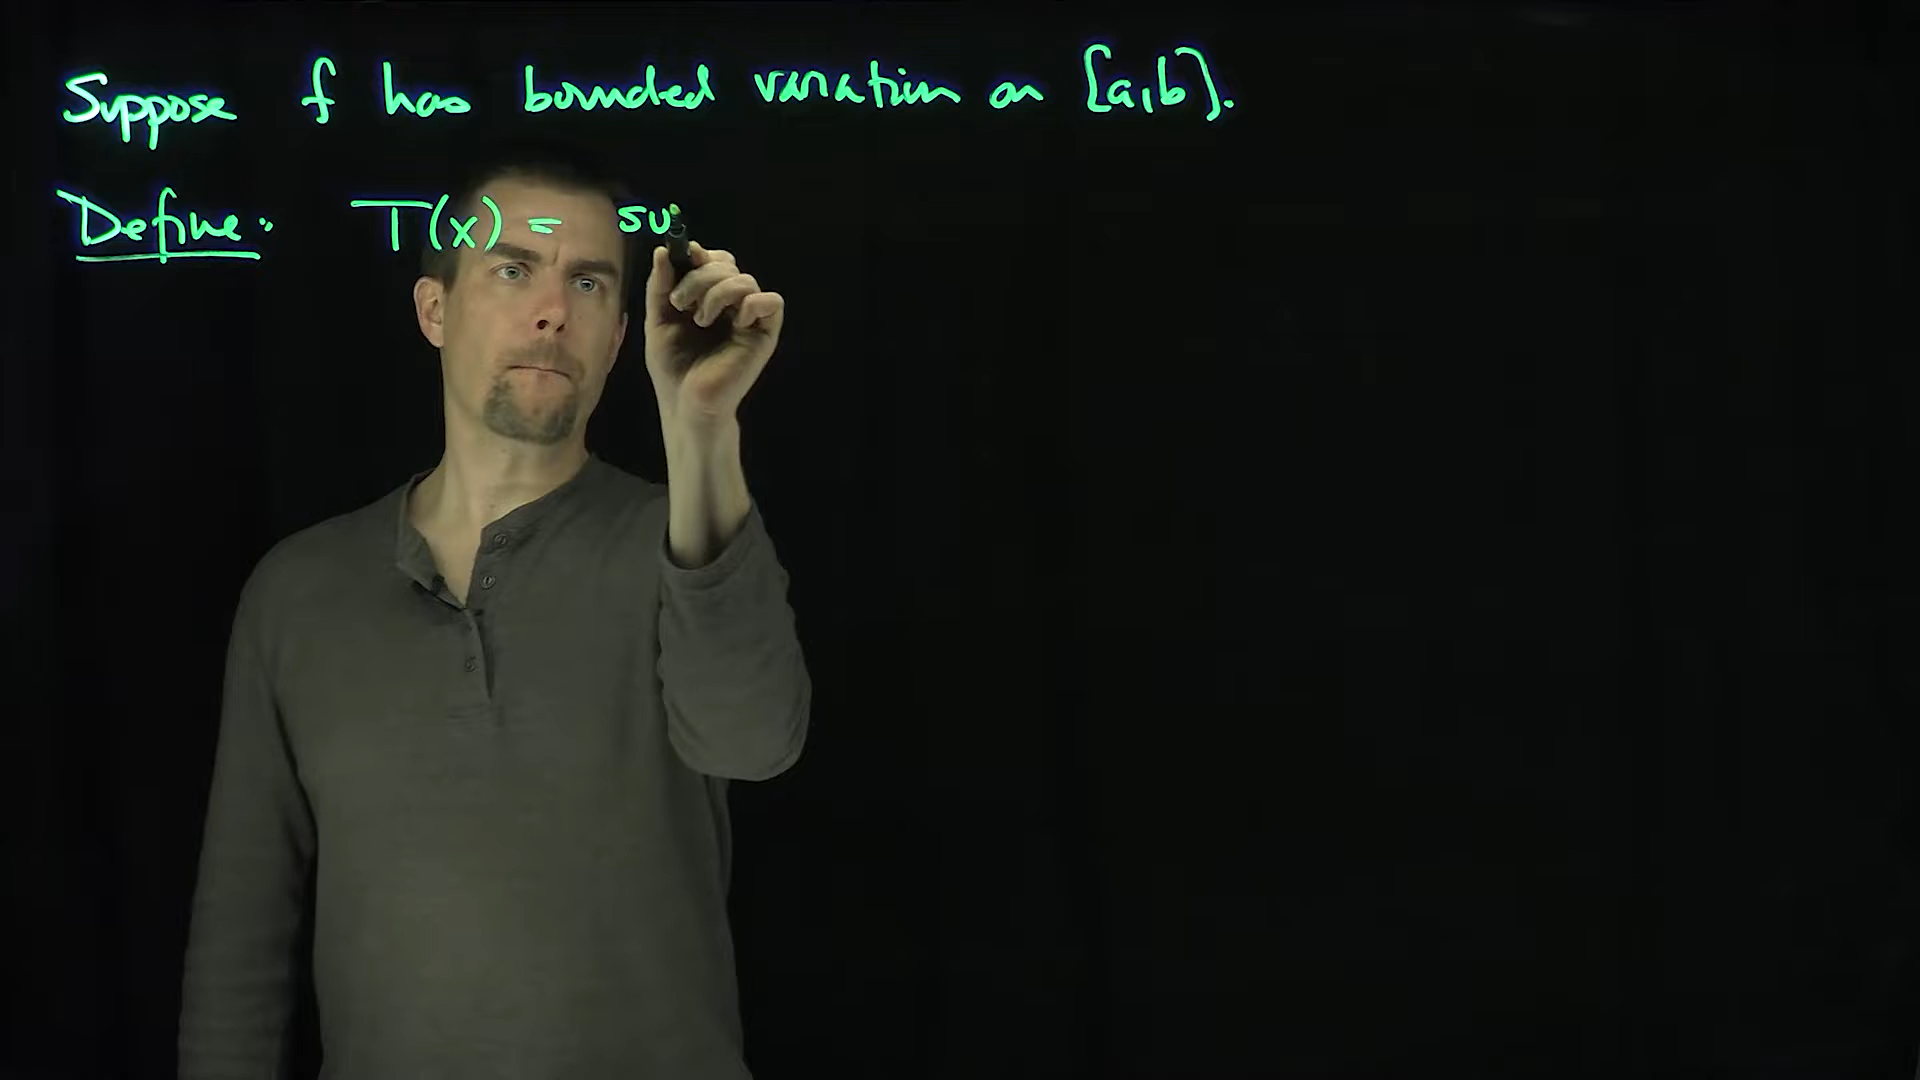 Suppose f has bounded variation on [a,b].
Define: T(x) = su